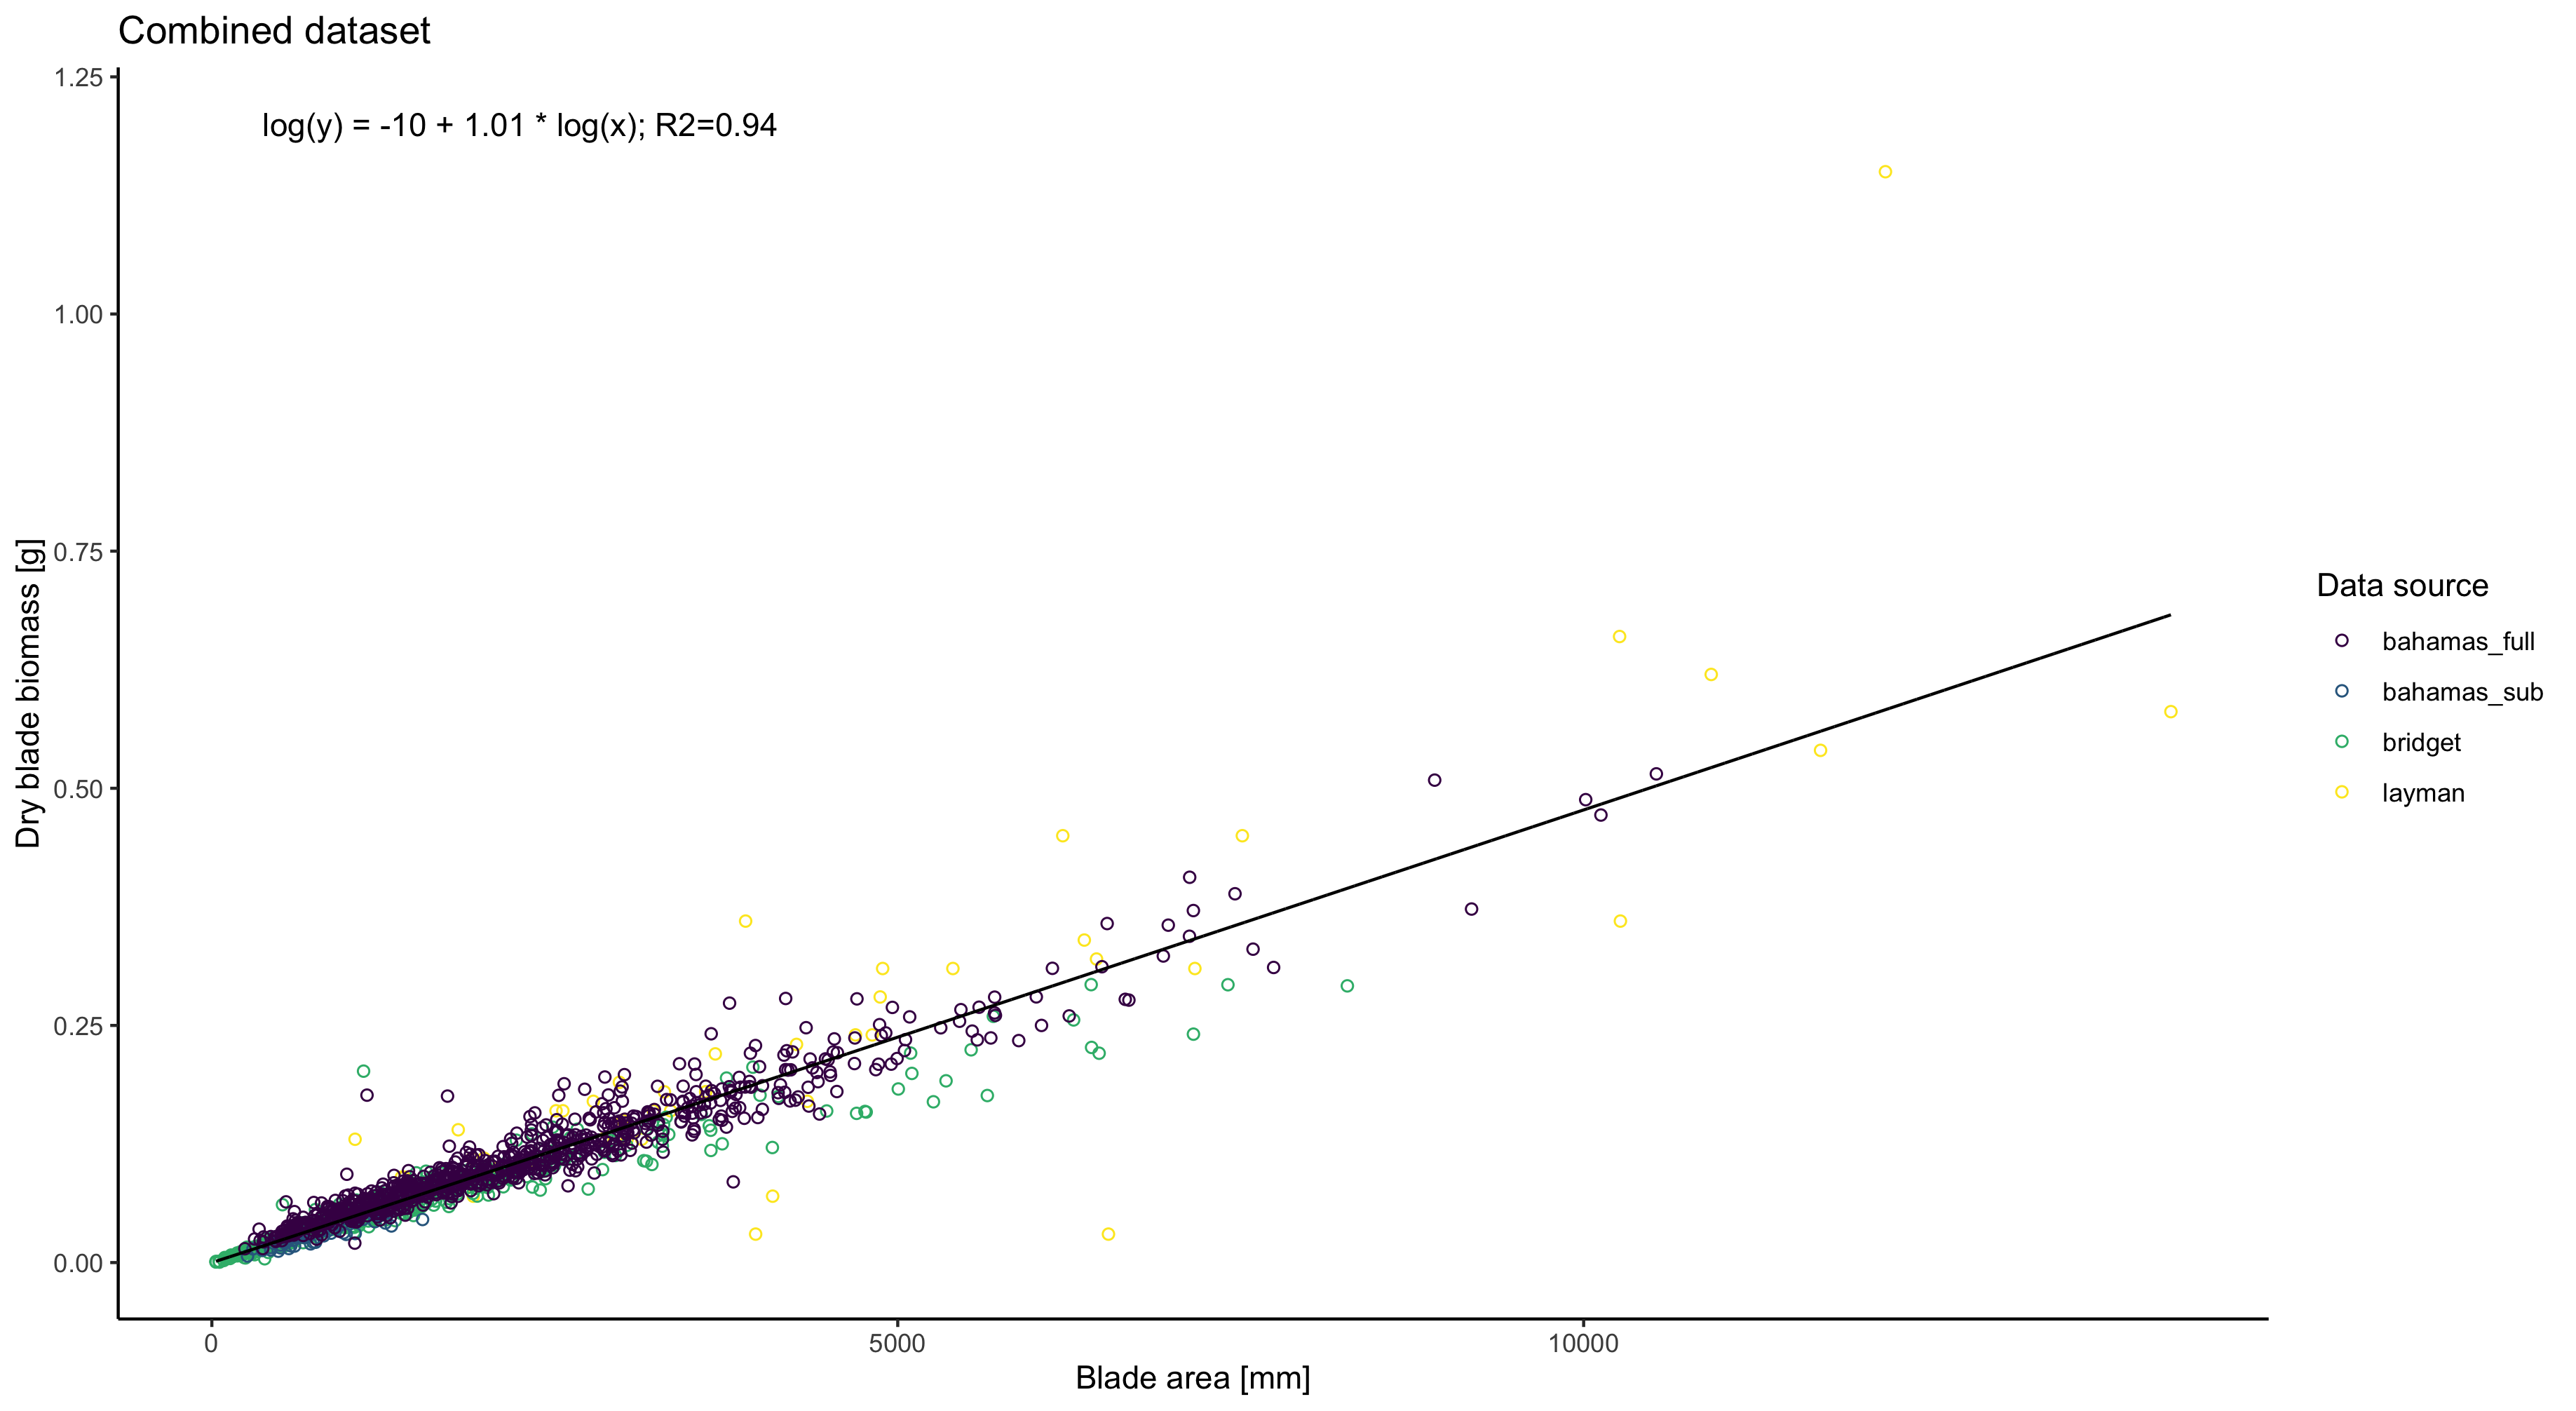 Combined dataset
log(y) = -10 + 1.01 * log(x); R2=0.94
1.25
1.00
0.75
0.50
0.25
0.00
Dry blade biomass [g]
0
5000
10000
Blade area [mm]
Data source
bahamas_full
bahamas_sub
bridget
layman